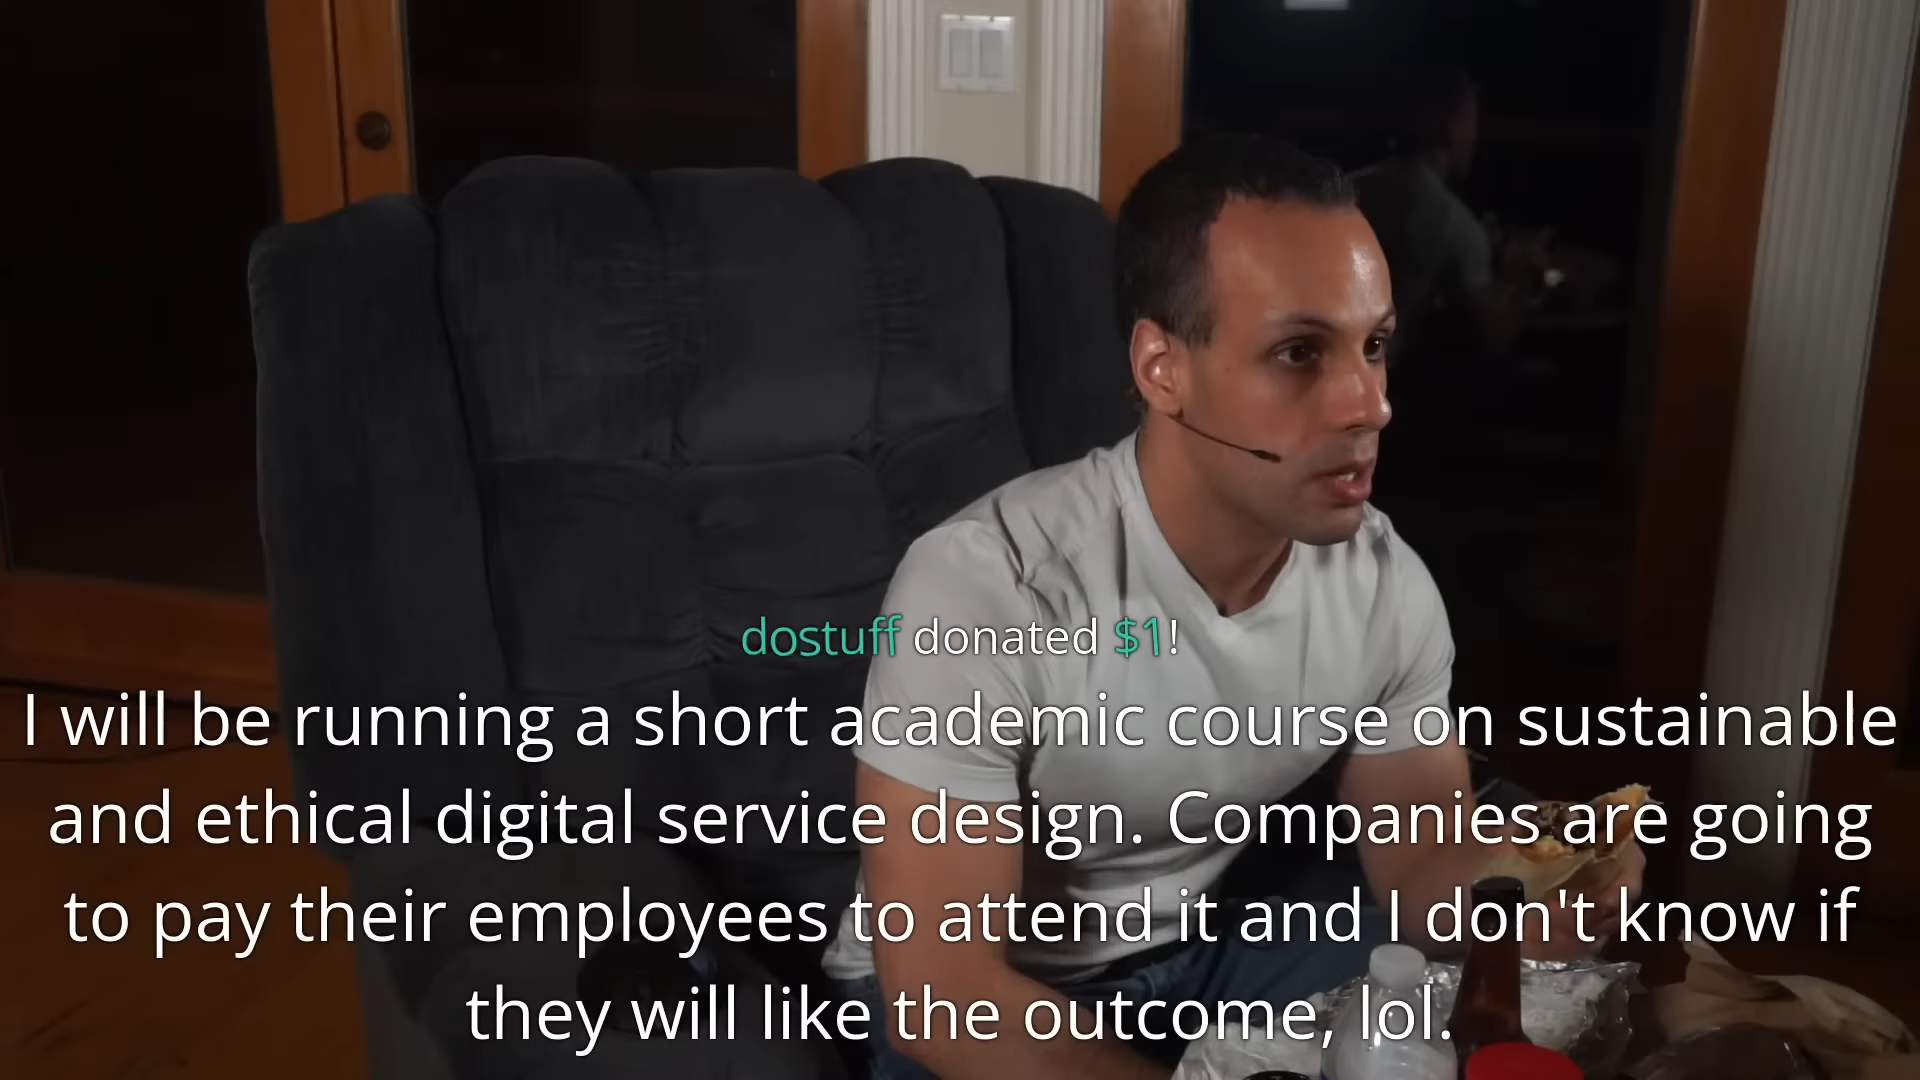 dostuff donated $1!
I will be running a short academic course on sustainable
and ethical digital service design. Companies are going
to pay their employees to attend it and I don't know if
they will like the outcome, lol.